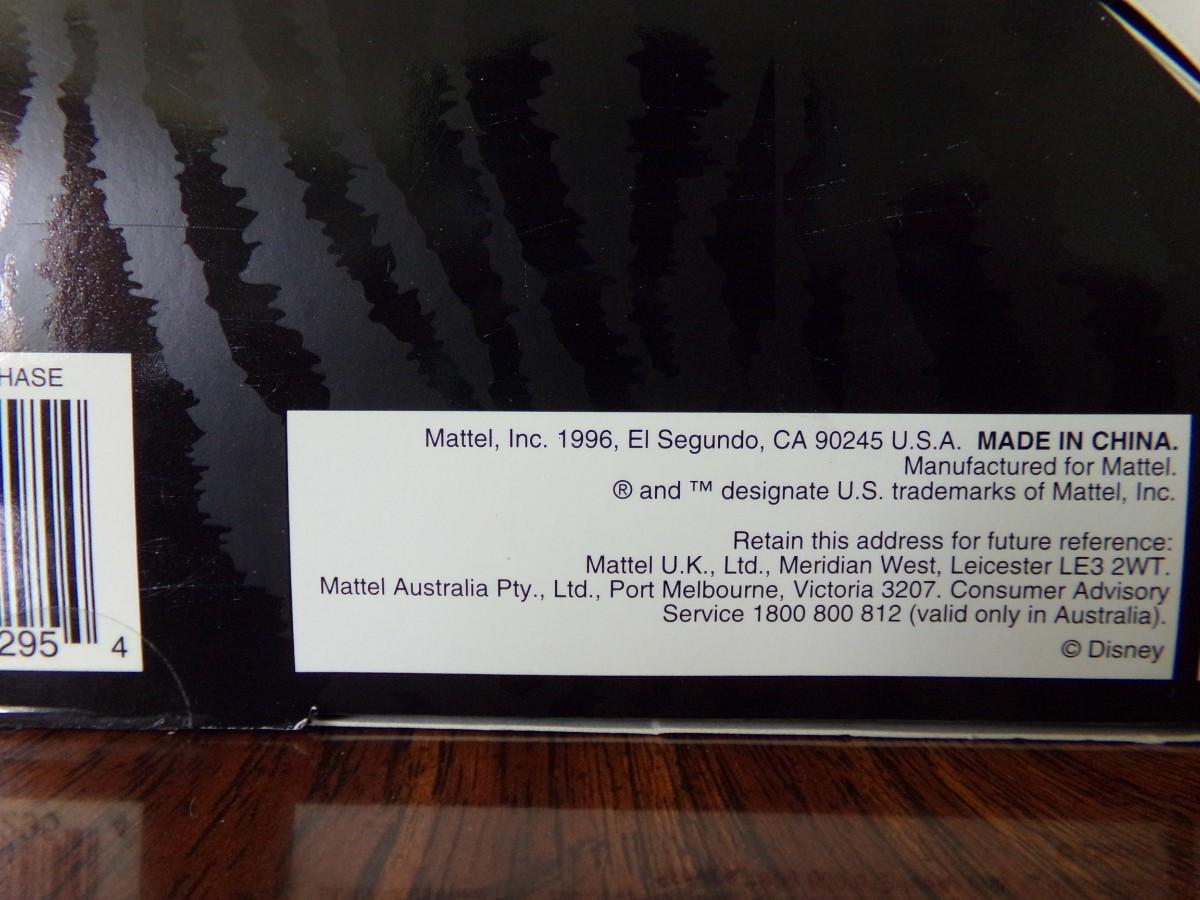 HASE
295 4
Mattel, Inc. 1996, El Segundo, CA 90245 U.S.A. MADE IN CHINA.
Manufactured for Mattel.
® and ™ designate U.S. trademarks of Mattel, Inc.
Retain this address for future reference:
Mattel U.K., Ltd., Meridian West, Leicester LE3 2WT.
Mattel Australia Pty., Ltd., Port Melbourne, Victoria 3207. Consumer Advisory
Service 1800 800 812 (valid only in Australia).
© Disney